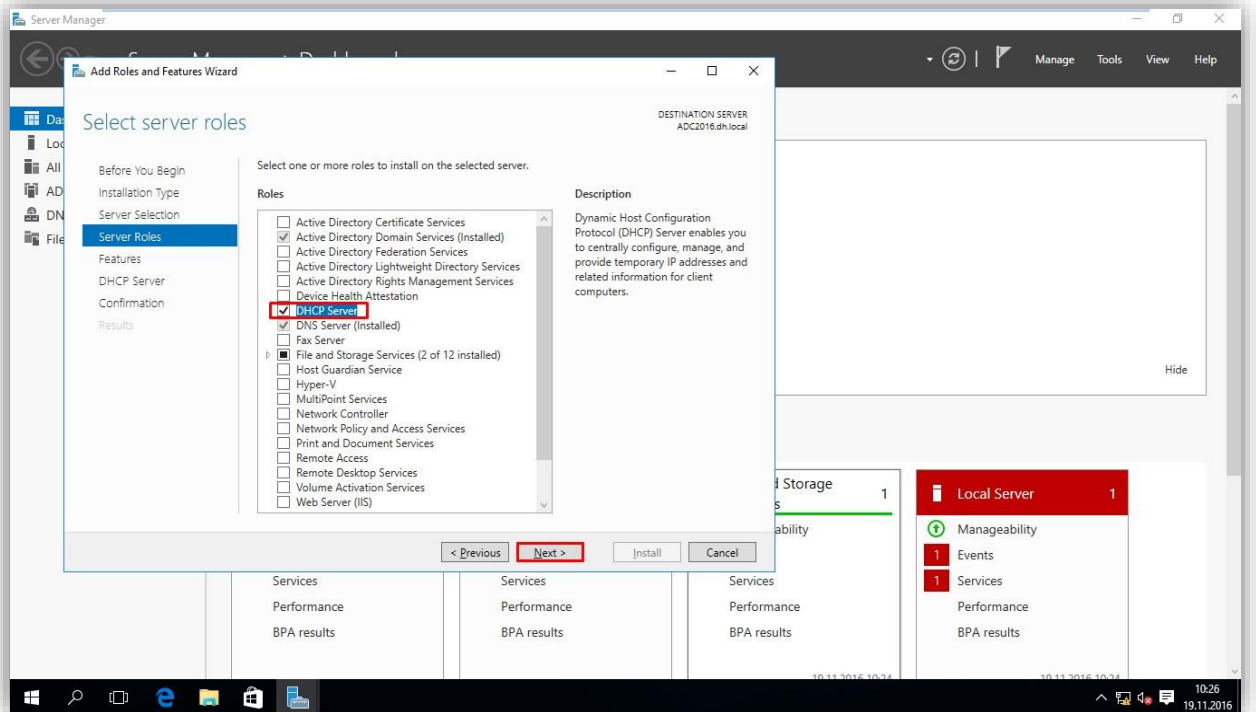 Server Manager
Manage Tools View Help
Add Roles and Features Wizard
Select server roles
DESTINATION SERVER
ADC2016.dh.local
Before You Begin
Installation Type
Server Selection
Server Roles
Features
DHCP Server
Confirmation
Results
Select one or more roles to install on the selected server.
Roles
Active Directory Certificate Services
Active Directory Domain Services (Installed)
Active Directory Federation Services
Active Directory Lightweight Directory Services
Active Directory Rights Management Services
Device Health Attestation
DHCP Server
DNS Server (Installed)
Fax Server
File and Storage Services (2 of 12 installed)
Host Guardian Service
Hyper-V
MultiPoint Services
Network Controller
Network Policy and Access Services
Print and Document Services
Remote Access
Remote Desktop Services
Volume Activation Services
Web Server (IIS)
Description
Dynamic Host Configuration
Protocol (DHCP) Server enables you
to centrally configure, manage, and
provide temporary IP addresses and
related information for client
computers.
< Previous Next > Install Cancel
Da
Loc
All
AD
DN
File
Hide
Services
Performance
BPA results
Services
Performance
BPA results
d Storage 1
s
ability
Services
Performance
BPA results
Local Server 1
Manageability
1 Events
1 Services
Performance
BPA results
10:26
19.11.2016